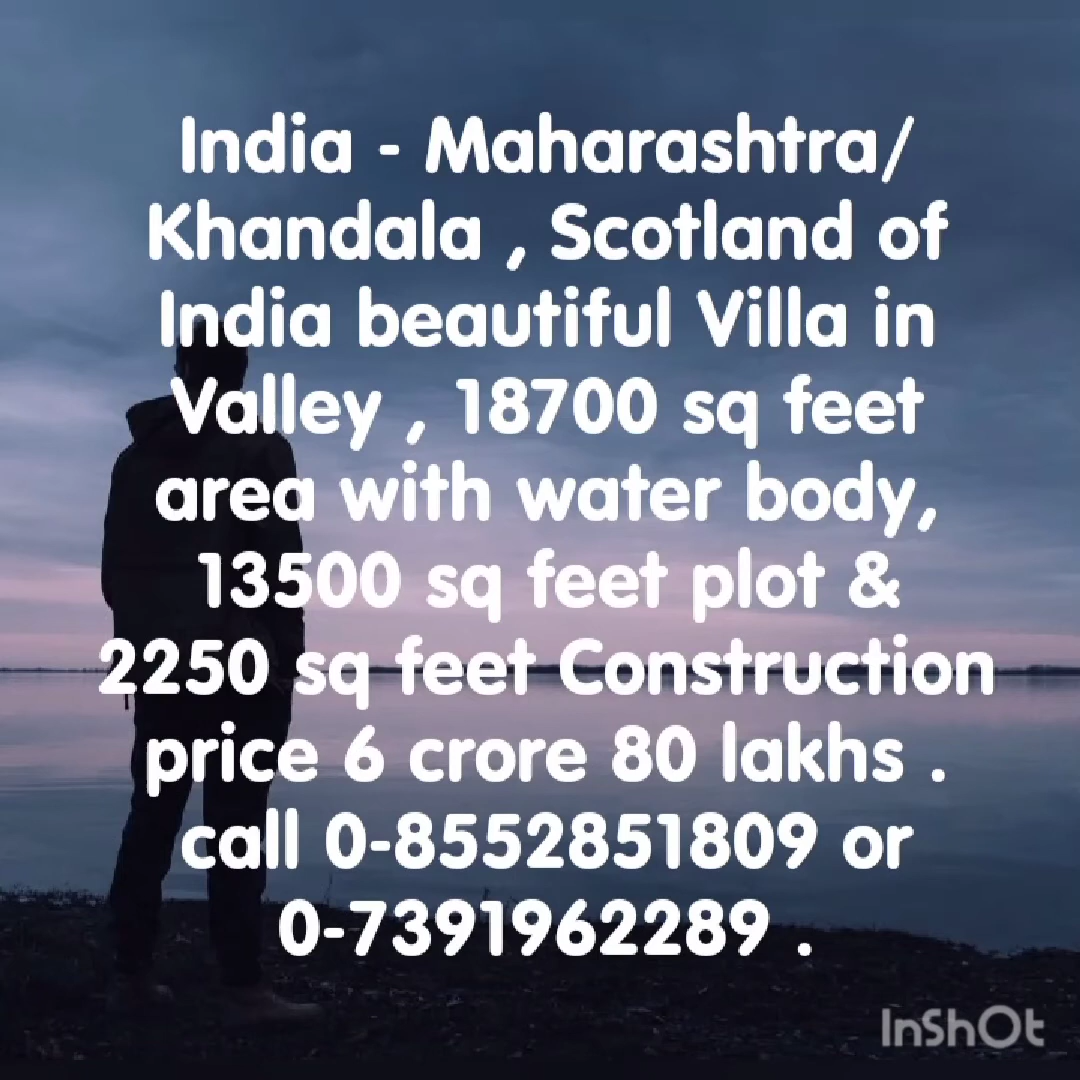 India - Maharashtra/
Khandala , Scotland of
India beautiful Villa in
Valley , 18700 sq feet
area with water body,
13500 sq feet plot &
2250 sq feet Construction
price 6 crore 80 lakhs .
call 0-8552851809 or
0-7391962289 .
InShOt